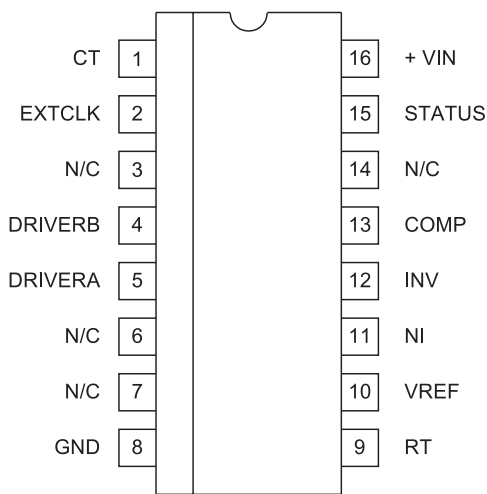 CT 1 16 + VIN
EXTCLK 2 15 STATUS
N/C 3 14 N/C
DRIVERB 4 13 COMP
DRIVERA 5 12 INV
N/C 6 11 NI
N/C 7 10 VREF
GND 8 9 RT